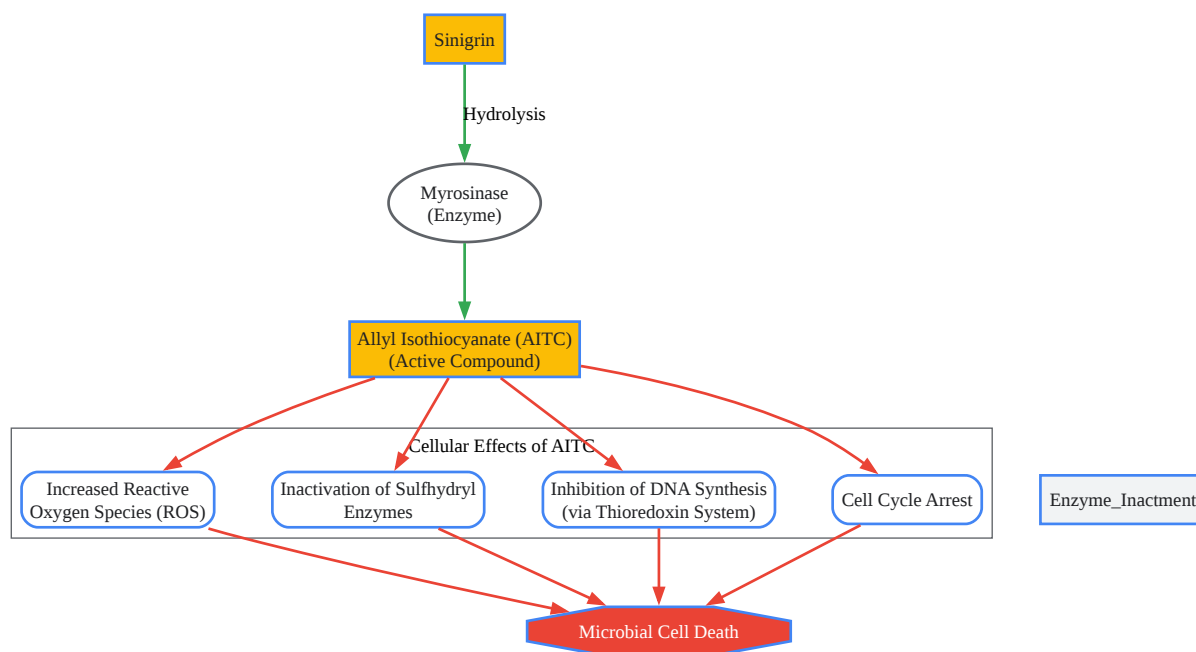 Sinigrin
Hydrolysis
Myrosinase
(Enzyme)
Allyl Isothiocyanate (AITC)
(Active Compound)
Cellular Effects of AITC
Increased Reactive
Oxygen Species (ROS)
Inactivation of Sulfhydryl
Enzymes
Inhibition of DNA Synthesis
(via Thioredoxin System)
Cell Cycle Arrest
Enzyme_Inactment
Microbial Cell Death